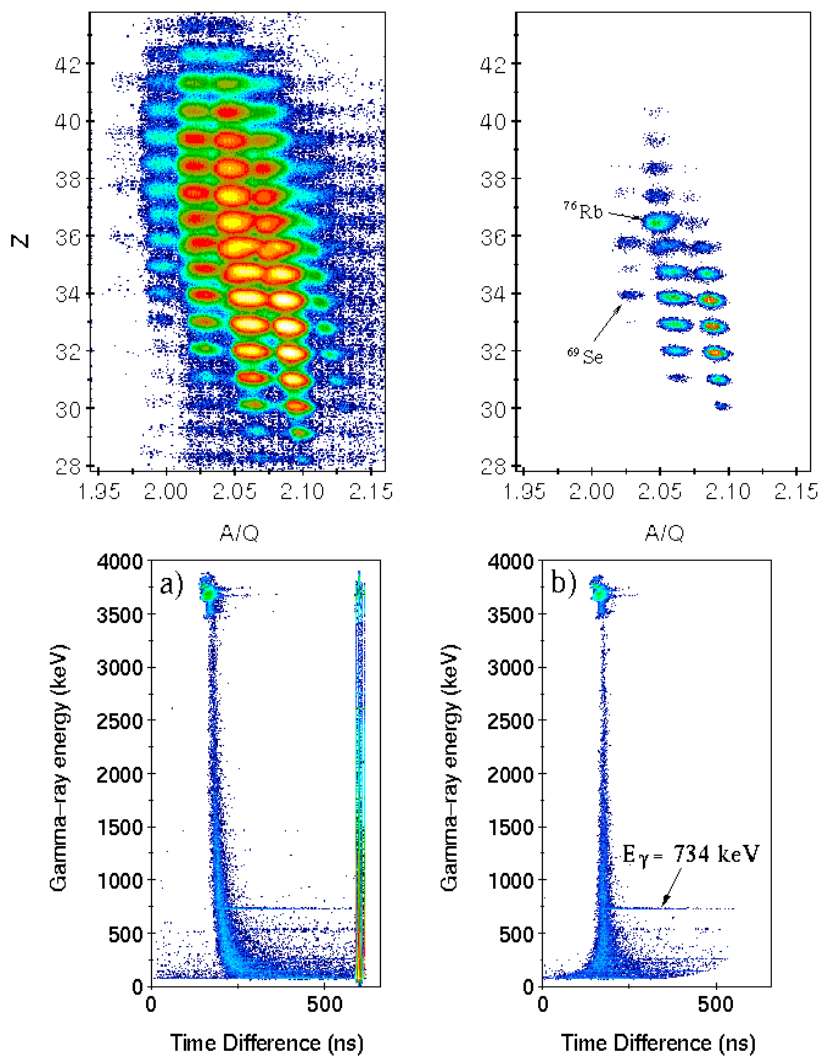 42
40
38
36
34
32
30
28
Z
1.95 2.00 2.05 2.10 2.15
A/Q
42
40
38
36
34
32
30
28
⁷⁶Rb
⁶⁹Se
1.95 2.00 2.05 2.10 2.15
A/Q
4000
3500
3000
2500
2000
1500
1000
500
0
Gamma-ray energy (keV)
a)
0 500
Time Difference (ns)
4000
3500
3000
2500
2000
1500
1000
500
0
Gamma-ray energy (keV)
b)
Eγ= 734 keV
0 500
Time Difference (ns)